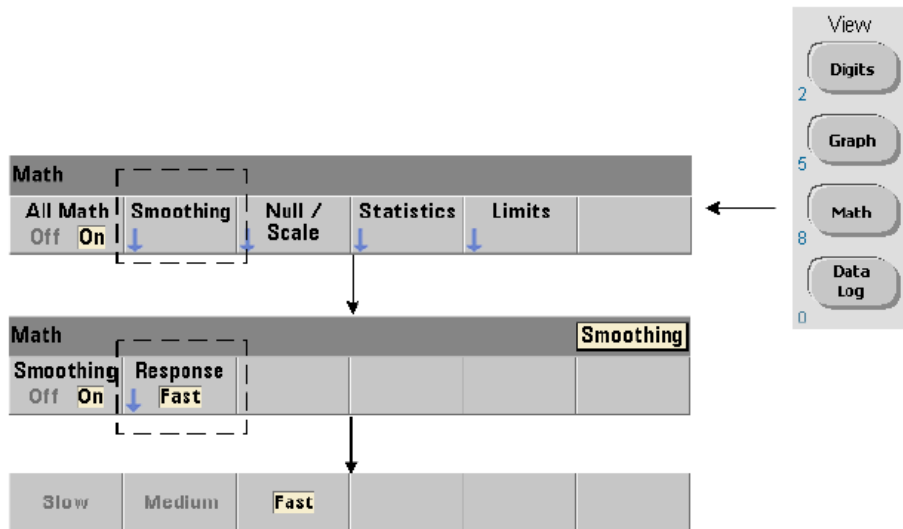 View
Digits
2
Graph
5
Math
8
Data
Log
0
Math
All Math
Off On
Smoothing
Null /
Scale
Statistics
Limits
Math
Smoothing
Smoothing
Off On
Response
Fast
Slow
Medium
Fast